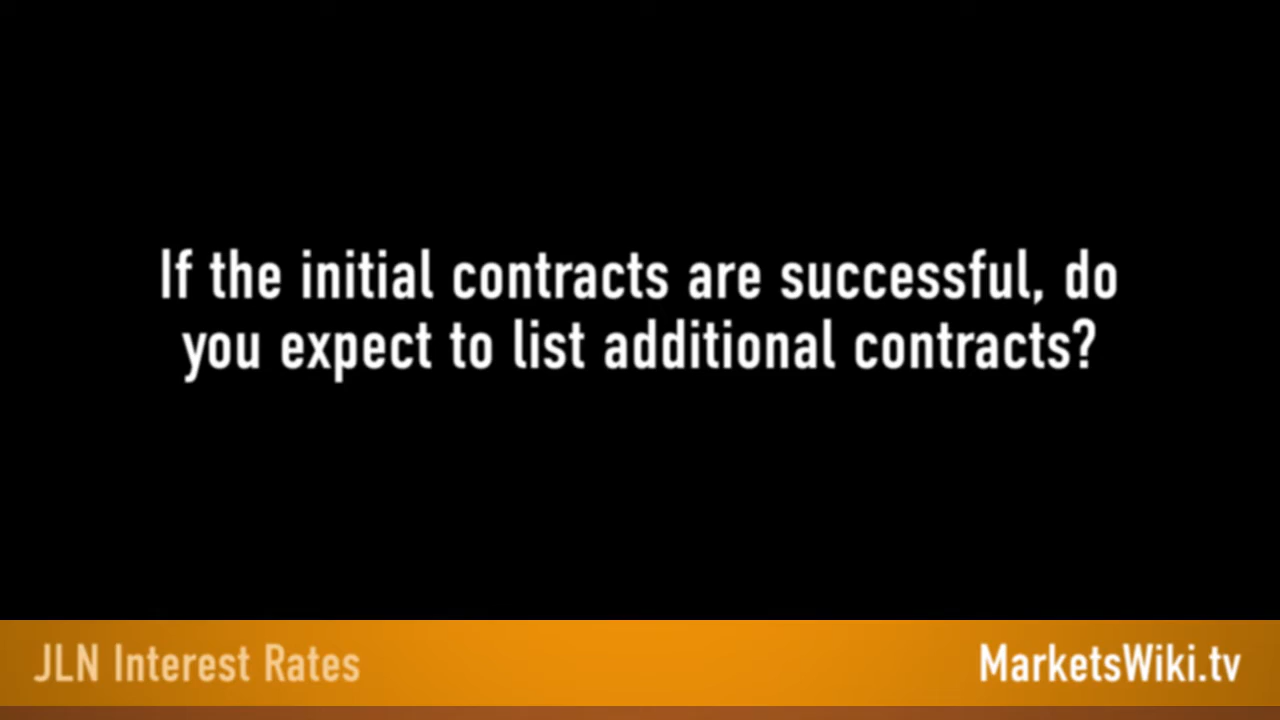 If the initial contracts are successful, do
you expect to list additional contracts?
JLN Interest Rates
MarketsWiki.tv